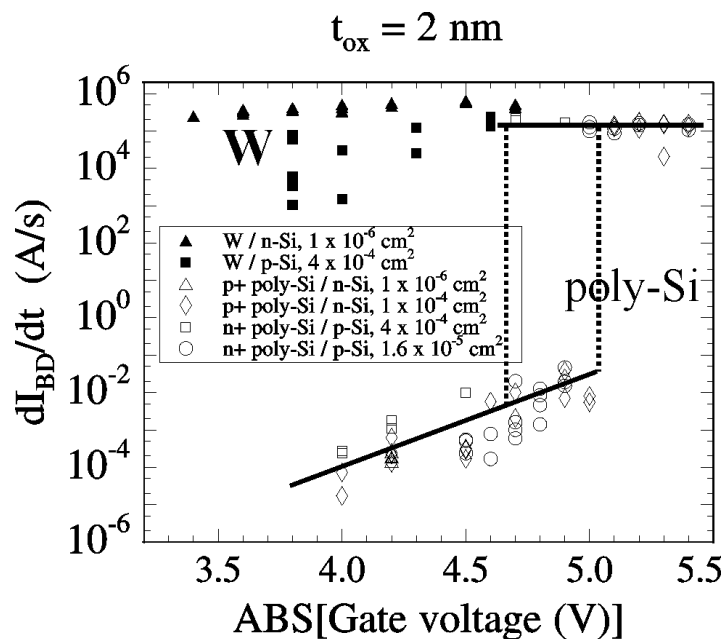 t_ox = 2 nm
dI_BD/dt (A/s)
10^6
10^4
10^2
10^0
10^-2
10^-4
10^-6
W
▲ W / n-Si, 1 x 10^-6 cm^2
■ W / p-Si, 4 x 10^-4 cm^2
△ p+ poly-Si / n-Si, 1 x 10^-6 cm^2
◇ p+ poly-Si / n-Si, 1 x 10^-4 cm^2
□ n+ poly-Si / p-Si, 4 x 10^-4 cm^2
○ n+ poly-Si / p-Si, 1.6 x 10^-5 cm^2
poly-Si
3.5 4.0 4.5 5.0 5.5
ABS[Gate voltage (V)]